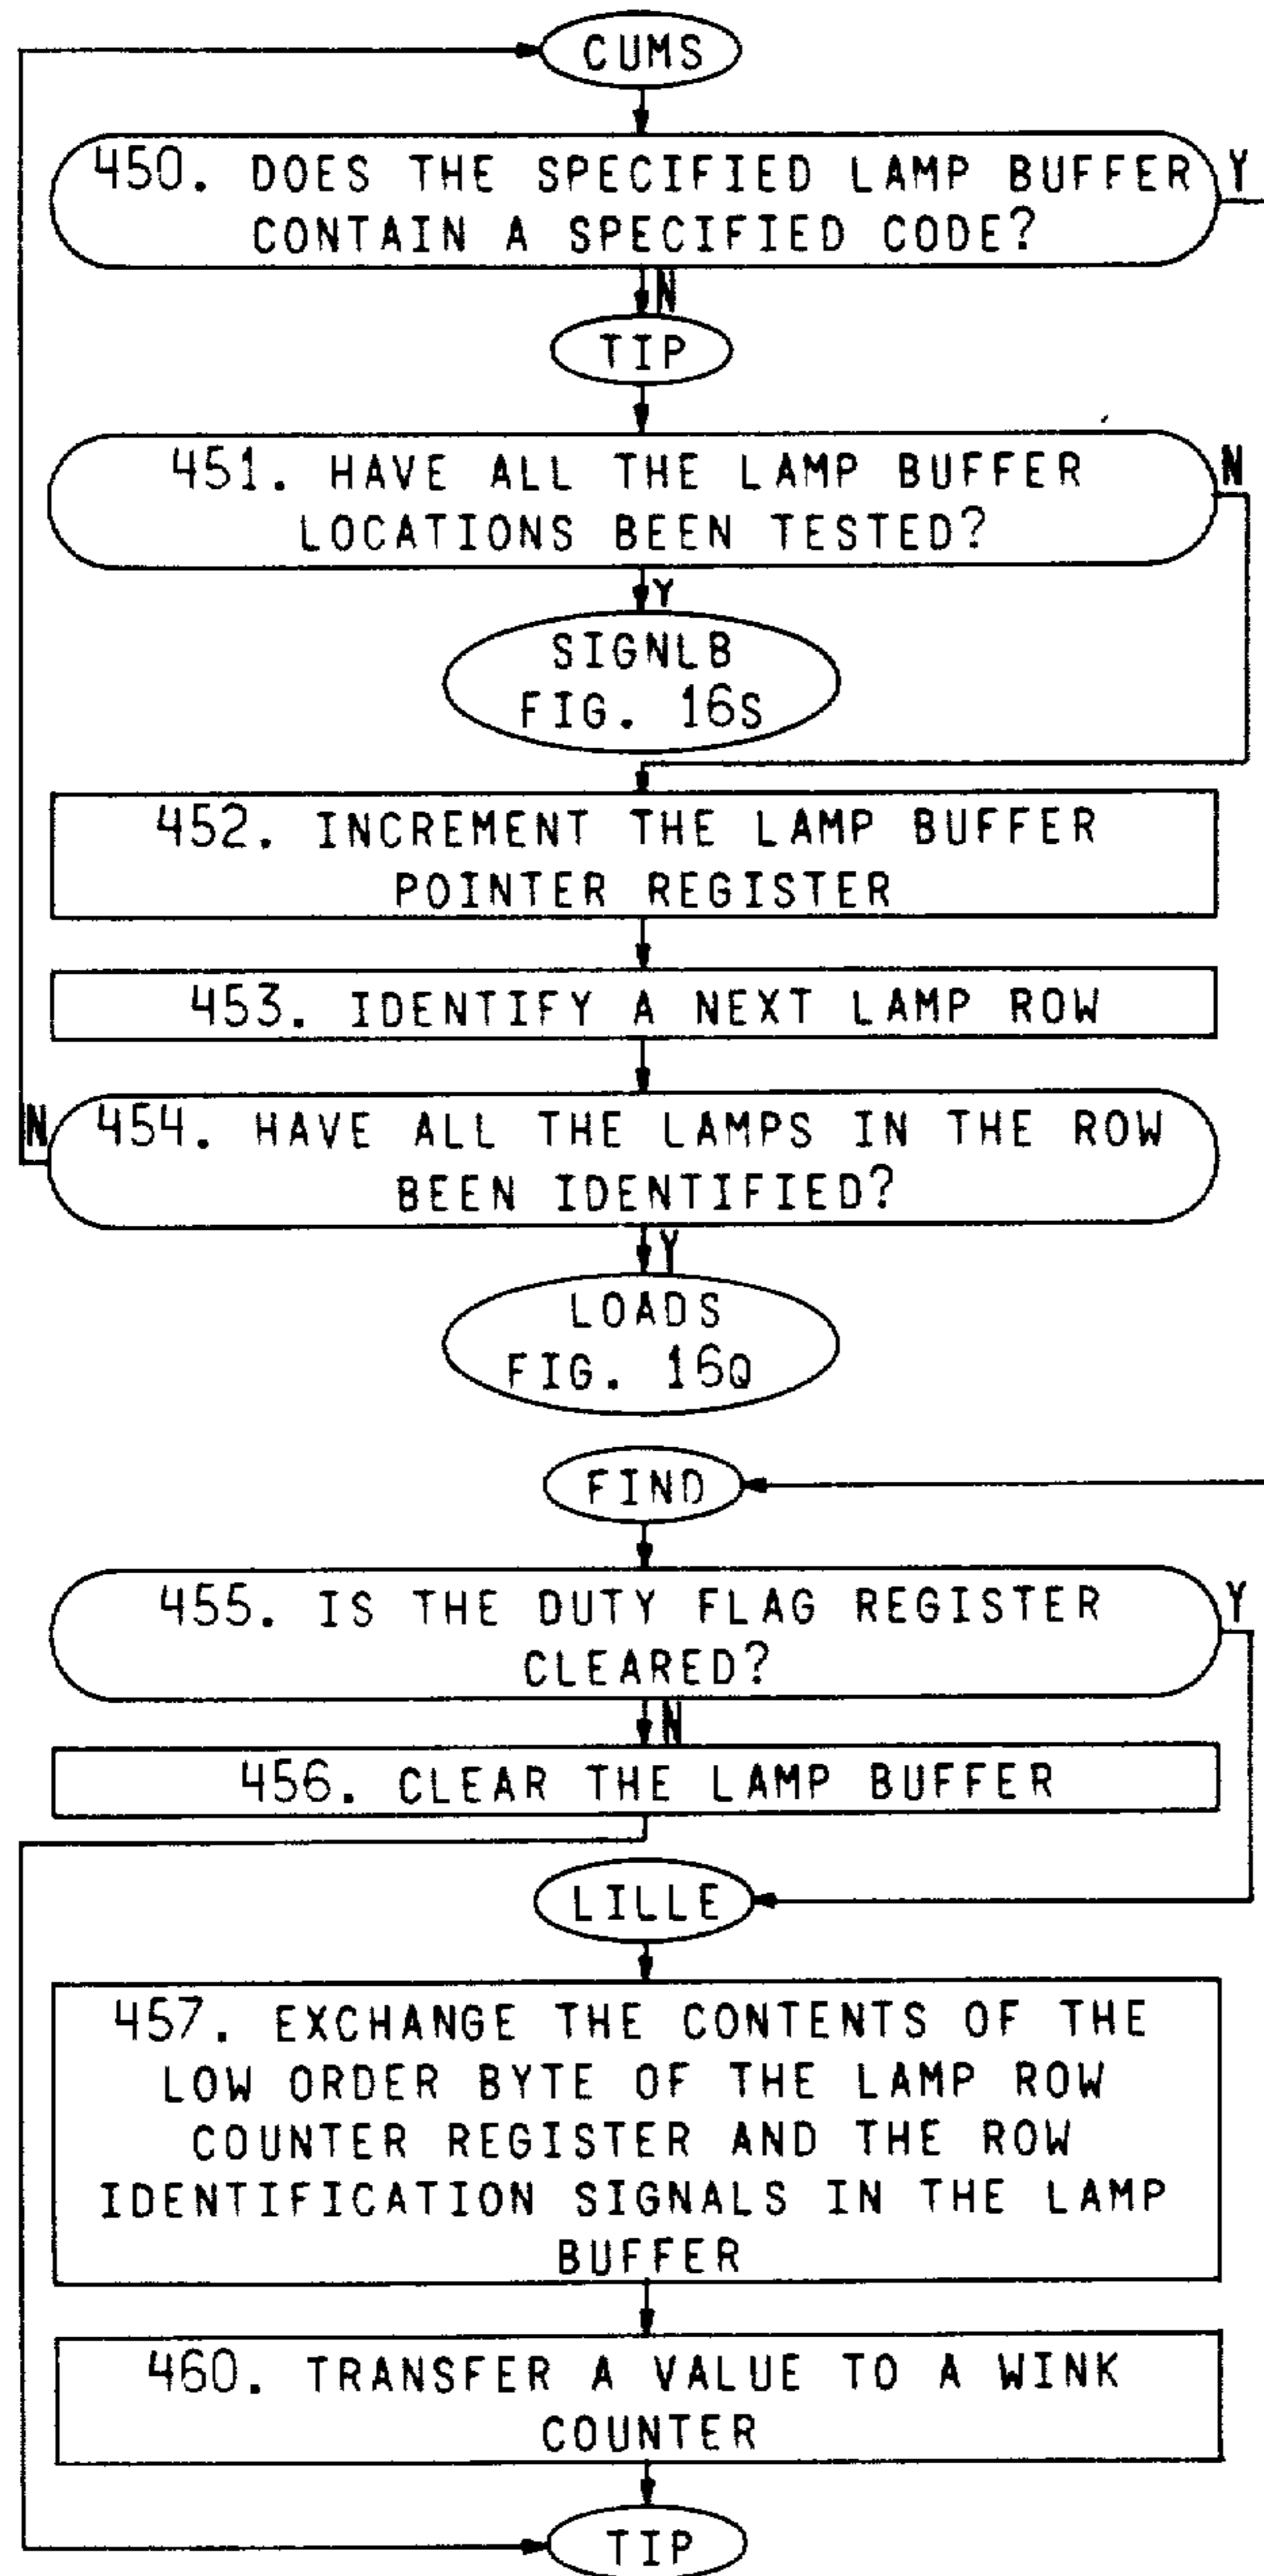 CUMS
450. DOES THE SPECIFIED LAMP BUFFER
CONTAIN A SPECIFIED CODE?
Y
N
TIP
451. HAVE ALL THE LAMP BUFFER
LOCATIONS BEEN TESTED?
N
Y
SIGNLB
FIG. 16S
452. INCREMENT THE LAMP BUFFER
POINTER REGISTER
453. IDENTIFY A NEXT LAMP ROW
N
454. HAVE ALL THE LAMPS IN THE ROW
BEEN IDENTIFIED?
Y
LOADS
FIG. 16Q
FIND
455. IS THE DUTY FLAG REGISTER
CLEARED?
Y
N
456. CLEAR THE LAMP BUFFER
LILLE
457. EXCHANGE THE CONTENTS OF THE
LOW ORDER BYTE OF THE LAMP ROW
COUNTER REGISTER AND THE ROW
IDENTIFICATION SIGNALS IN THE LAMP
BUFFER
460. TRANSFER A VALUE TO A WINK
COUNTER
TIP